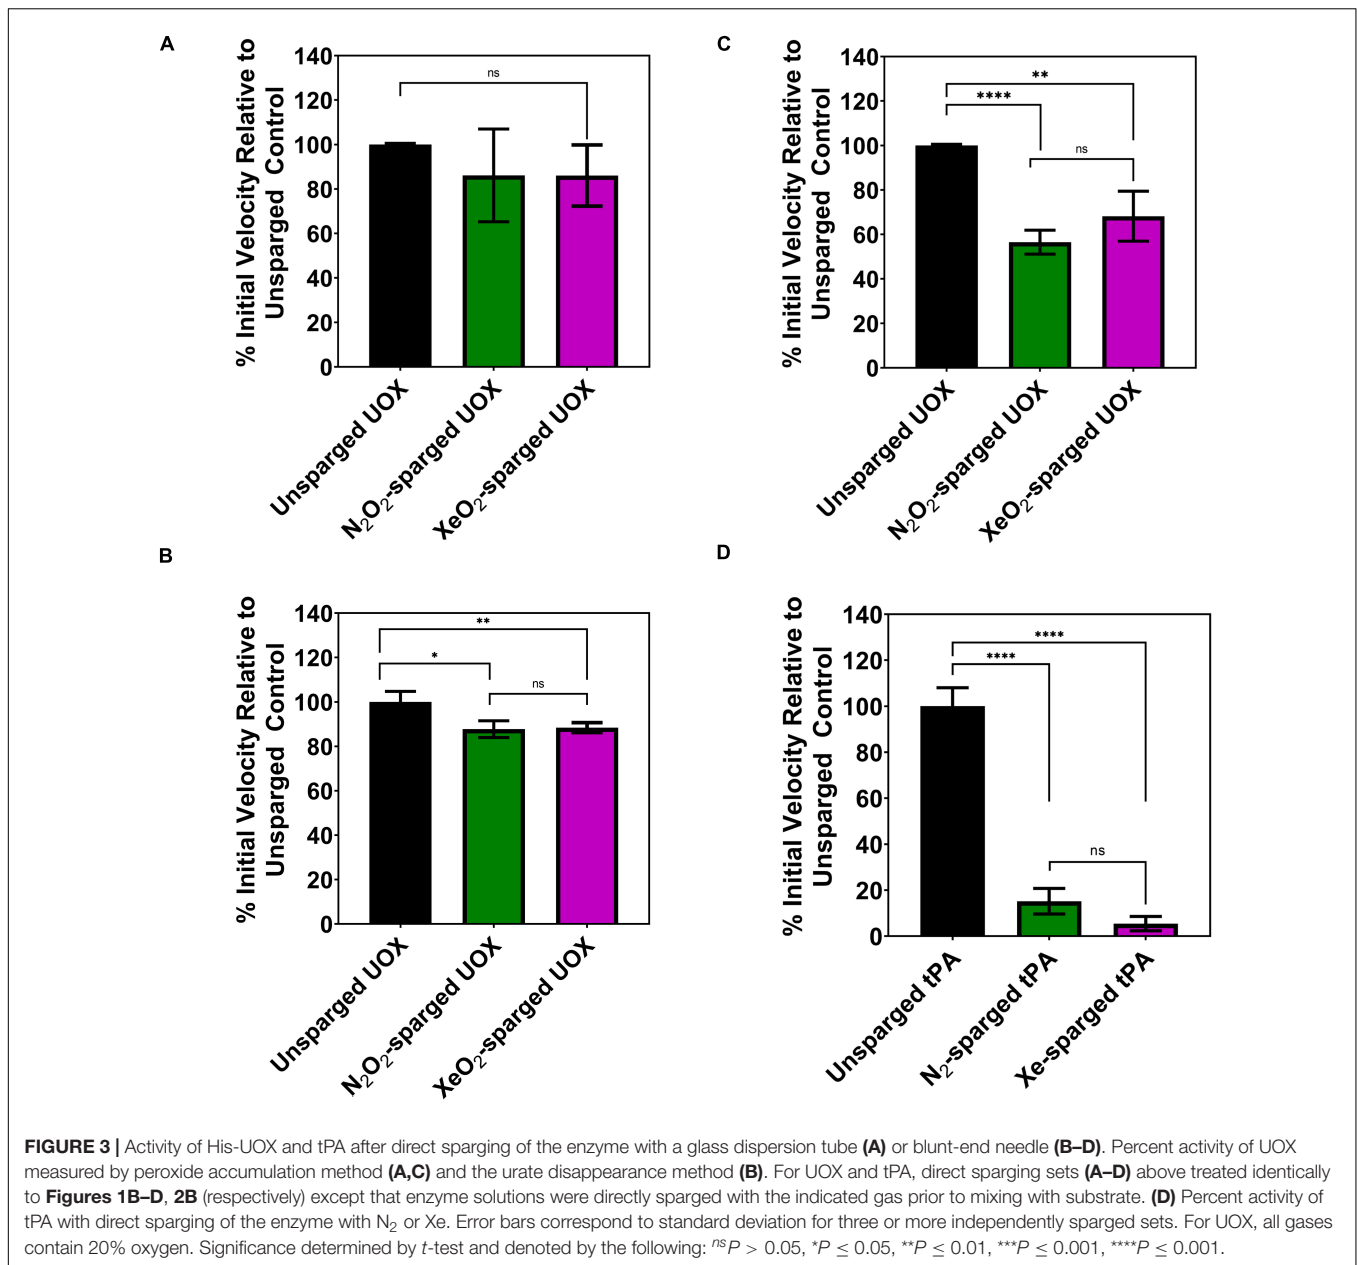 A
% Initial Velocity Relative to
Unsparged Control
140
120
100
80
60
40
20
0
ns
Unsparged UOX
N₂O₂-sparged UOX
XeO₂-sparged UOX
C
% Initial Velocity Relative to
Unsparged Control
140
120
100
80
60
40
20
0
**
****
ns
Unsparged UOX
N₂O₂-sparged UOX
XeO₂-sparged UOX
B
% Initial Velocity Relative to
Unsparged Control
140
120
100
80
60
40
20
0
**
*
ns
Unsparged UOX
N₂O₂-sparged UOX
XeO₂-sparged UOX
D
% Initial Velocity Relative to
Unsparged Control
140
120
100
80
60
40
20
0
****
****
ns
Unsparged tPA
N₂-sparged tPA
Xe-sparged tPA
FIGURE 3 | Activity of His-UOX and tPA after direct sparging of the enzyme with a glass dispersion tube (A) or blunt-end needle (B–D). Percent activity of UOX
measured by peroxide accumulation method (A,C) and the urate disappearance method (B). For UOX and tPA, direct sparging sets (A–D) above treated identically
to Figures 1B–D, 2B (respectively) except that enzyme solutions were directly sparged with the indicated gas prior to mixing with substrate. (D) Percent activity of
tPA with direct sparging of the enzyme with N₂ or Xe. Error bars correspond to standard deviation for three or more independently sparged sets. For UOX, all gases
contain 20% oxygen. Significance determined by t-test and denoted by the following: ⁿˢP > 0.05, *P ≤ 0.05, **P ≤ 0.01, ***P ≤ 0.001, ****P ≤ 0.001.